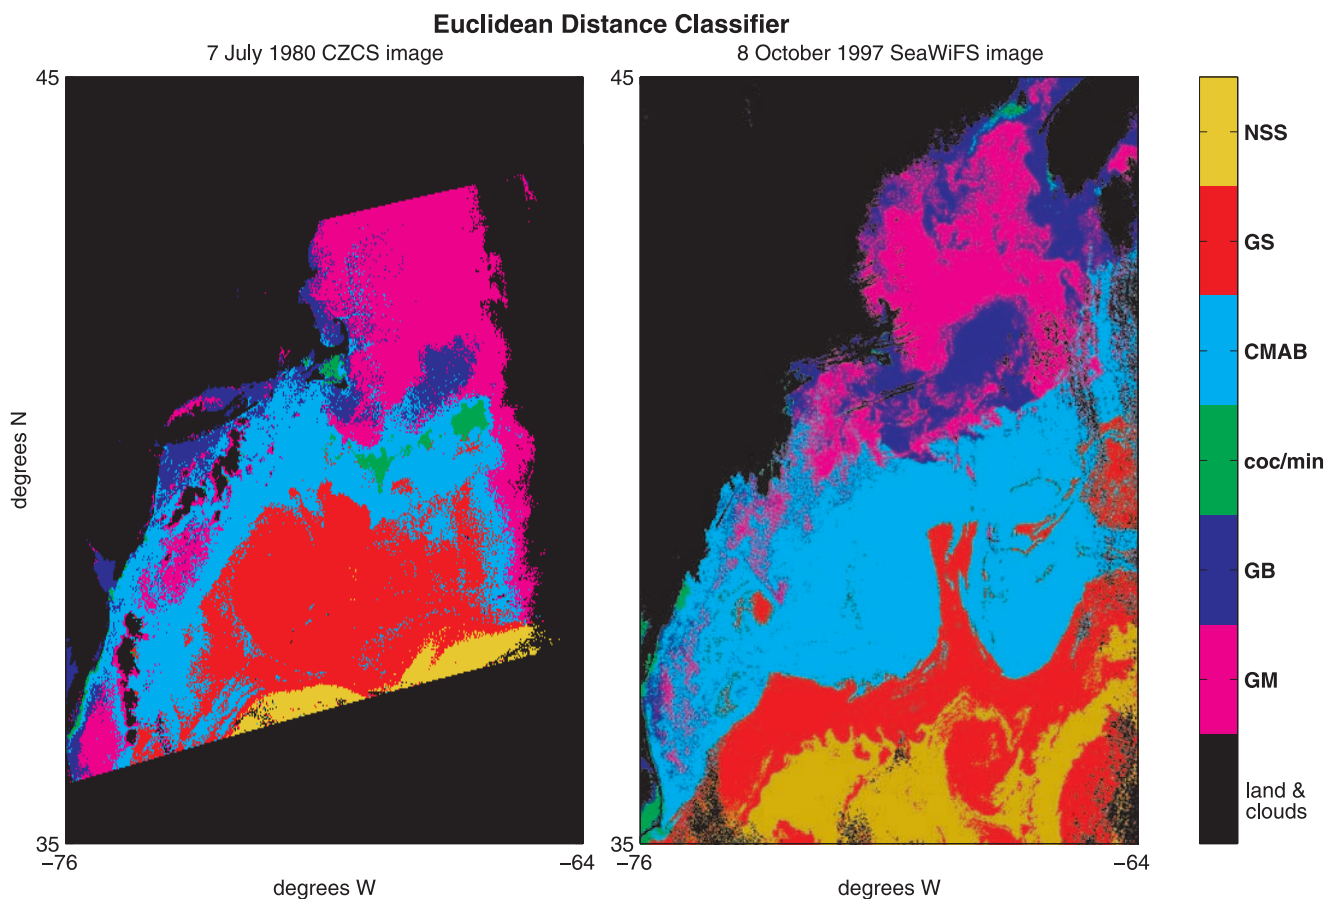 Euclidean Distance Classifier
7 July 1980 CZCS image
8 October 1997 SeaWiFS image
45
45
NSS
GS
CMAB
coc/min
GB
GM
land &
clouds
degrees N
35
35
−76
−64
−76
−64
degrees W
degrees W